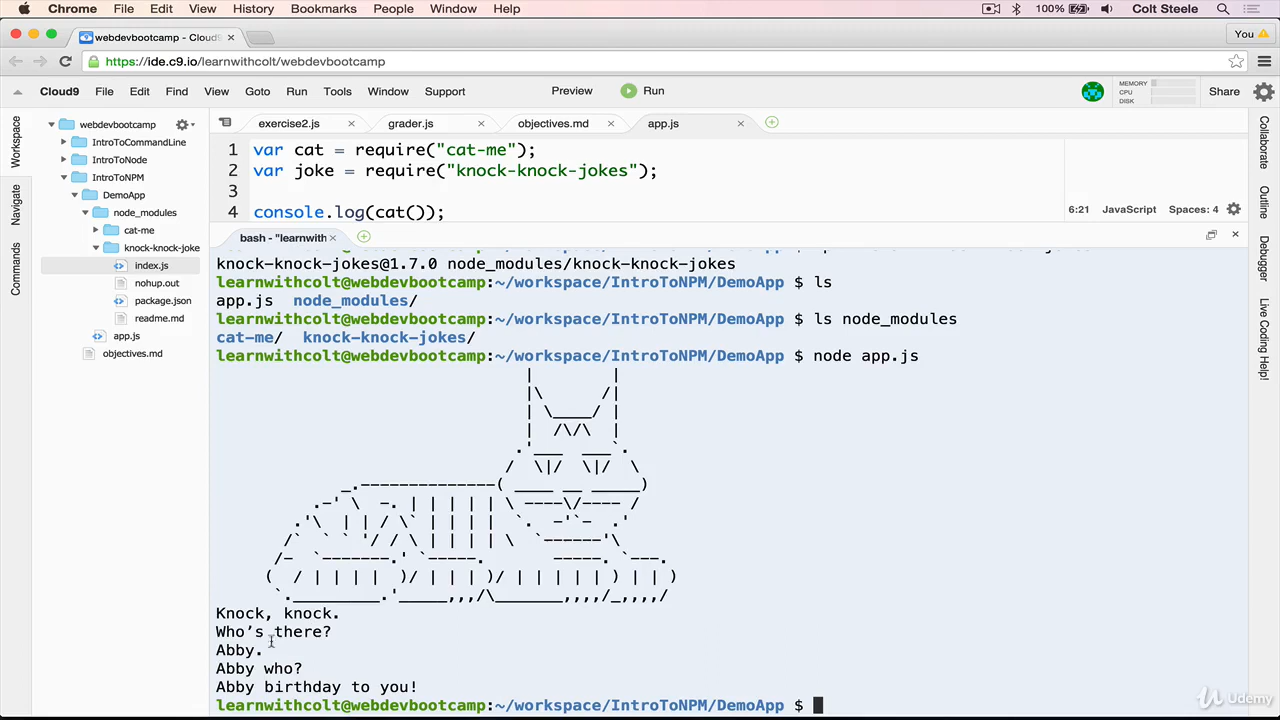 Chrome File Edit View History Bookmarks People Window Help 100% Colt Steele
webdevbootcamp - Cloud9 × You
https://ide.c9.io/learnwithcolt/webdevbootcamp
Cloud9 File Edit Find View Goto Run Tools Window Support Preview Run MEMORY CPU DISK Share
Workspace
Navigate
Commands
webdevbootcamp
IntroToCommandLine
IntroToNode
IntroToNPM
DemoApp
node_modules
cat-me
knock-knock-joke
index.js
nohup.out
package.json
readme.md
app.js
objectives.md
exercise2.js × grader.js × objectives.md × app.js ×
1 var cat = require("cat-me");
2 var joke = require("knock-knock-jokes");
3
4 console.log(cat());
6:21 JavaScript Spaces: 4
bash - "learnwith ×
knock-knock-jokes@1.7.0 node_modules/knock-knock-jokes
learnwithcolt@webdevbootcamp:~/workspace/IntroToNPM/DemoApp $ ls
app.js node_modules/
learnwithcolt@webdevbootcamp:~/workspace/IntroToNPM/DemoApp $ ls node_modules
cat-me/ knock-knock-jokes/
learnwithcolt@webdevbootcamp:~/workspace/IntroToNPM/DemoApp $ node app.js
Knock, knock.
Who’s there?
Abby.
Abby who?
Abby birthday to you!
learnwithcolt@webdevbootcamp:~/workspace/IntroToNPM/DemoApp $
Collaborate
Outline
Debugger
Live Coding Help!
Udemy